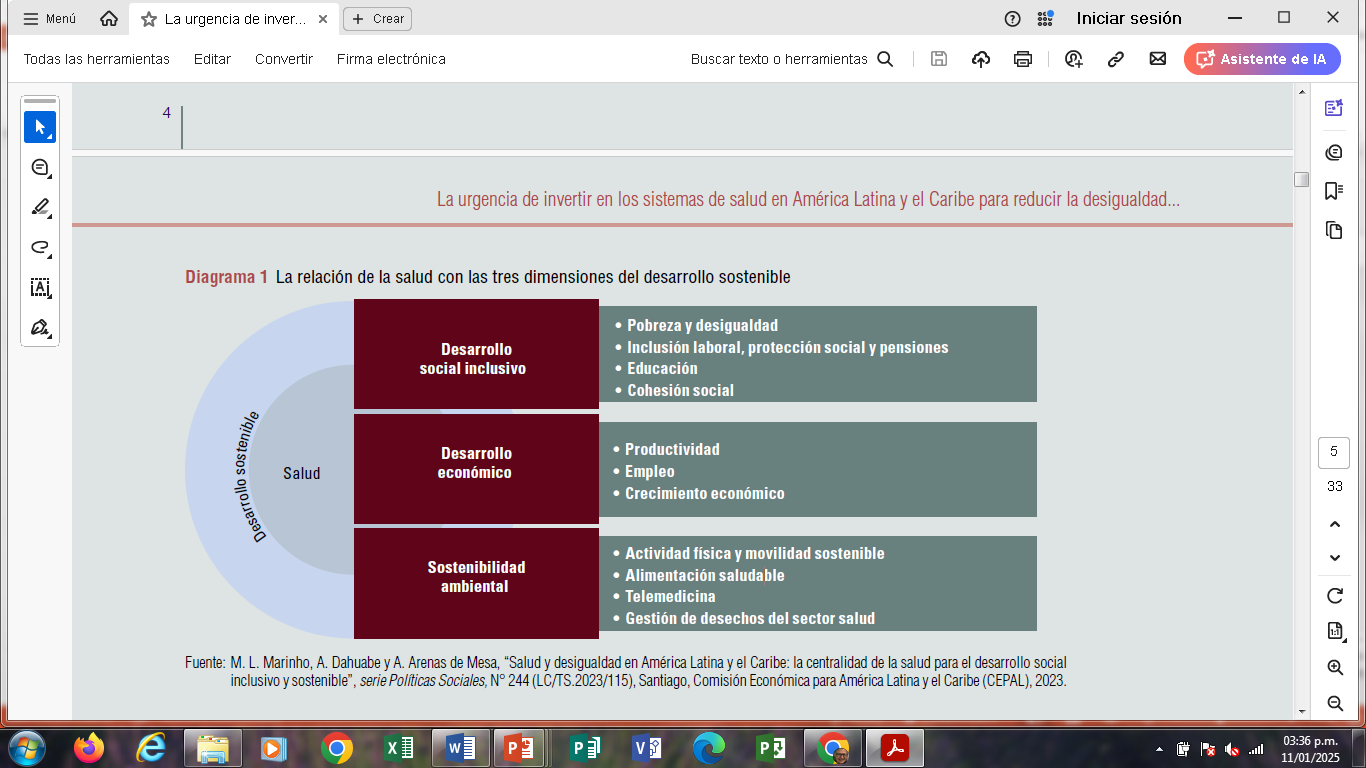 Menú
La urgencia de inver...
Crear
Iniciar sesión
Todas las herramientas
Editar
Convertir
Firma electrónica
Buscar texto o herramientas
Asistente de IA
4
La urgencia de invertir en los sistemas de salud en América Latina y el Caribe para reducir la desigualdad...
Diagrama 1 La relación de la salud con las tres dimensiones del desarrollo sostenible
Desarrollo sostenible
Salud
Desarrollo
social inclusivo
• Pobreza y desigualdad
• Inclusión laboral, protección social y pensiones
• Educación
• Cohesión social
Desarrollo
económico
• Productividad
• Empleo
• Crecimiento económico
Sostenibilidad
ambiental
• Actividad física y movilidad sostenible
• Alimentación saludable
• Telemedicina
• Gestión de desechos del sector salud
Fuente: M. L. Marinho, A. Dahuabe y A. Arenas de Mesa, “Salud y desigualdad en América Latina y el Caribe: la centralidad de la salud para el desarrollo social
inclusivo y sostenible”, serie Políticas Sociales, N° 244 (LC/TS.2023/115), Santiago, Comisión Económica para América Latina y el Caribe (CEPAL), 2023.
5
33
1:1
03:36 p.m.
11/01/2025